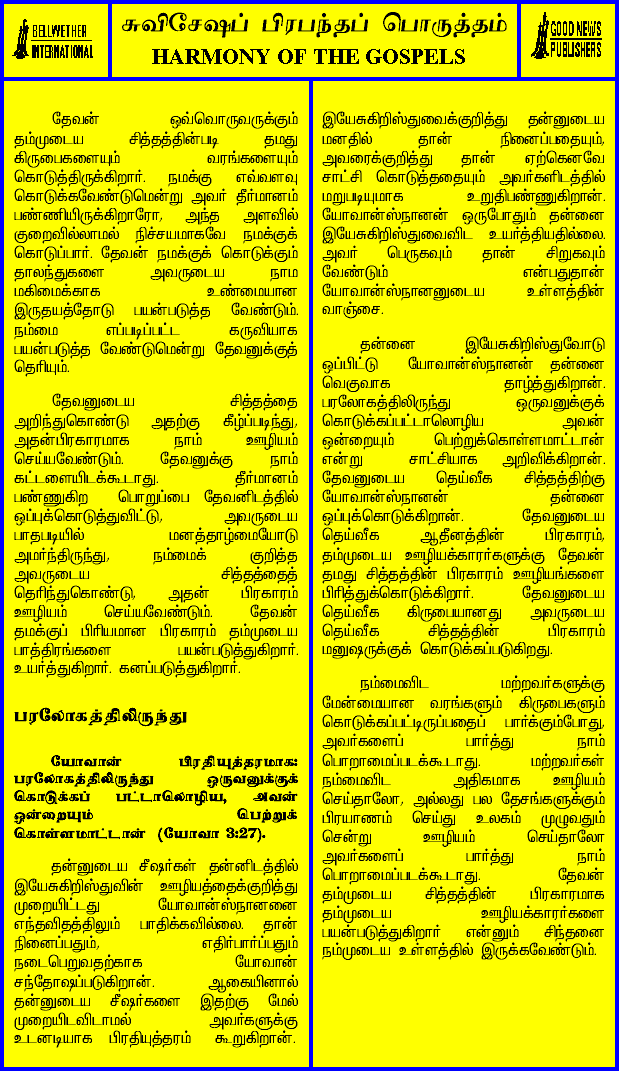 BELLWETHER
INTERNATIONAL
சுவிசேஷப் பிரபந்தப் பொருத்தம்
HARMONY OF THE GOSPELS
GOOD NEWS
PUBLISHERS
தேவன் ஒவ்வொருவருக்கும்
தம்முடைய சித்தத்தின்படி தமது
கிருபைகளையும் வரங்களையும்
கொடுத்திருக்கிறார். நமக்கு எவ்வளவு
கொடுக்கவேண்டுமென்று அவர் தீர்மானம்
பண்ணியிருக்கிறாரோ, அந்த அளவில்
குறைவில்லாமல் நிச்சயமாகவே நமக்குக்
கொடுப்பார். தேவன் நமக்குக் கொடுக்கும்
தாலந்துகளை அவருடைய நாம
மகிமைக்காக உண்மையான
இருதயத்தோடு பயன்படுத்த வேண்டும்.
நம்மை எப்படிப்பட்ட கருவியாக
பயன்படுத்த வேண்டுமென்று தேவனுக்குத்
தெரியும்.
தேவனுடைய சித்தத்தை
அறிந்துகொண்டு அதற்கு கீழ்ப்படிந்து,
அதன்பிரகாரமாக நாம் ஊழியம்
செய்யவேண்டும். தேவனுக்கு நாம்
கட்டளையிடக்கூடாது. தீர்மானம்
பண்ணுகிற பொறுப்பை தேவனிடத்தில்
ஒப்புக்கொடுத்துவிட்டு, அவருடைய
பாதபடியில் மனத்தாழ்மையோடு
அமர்ந்திருந்து, நம்மைக் குறித்த
அவருடைய சித்தத்தைத்
தெரிந்துகொண்டு, அதன் பிரகாரம்
ஊழியம் செய்யவேண்டும். தேவன்
தமக்குப் பிரியமான பிரகாரம் தம்முடைய
பாத்திரங்களை பயன்படுத்துகிறார்.
உயர்த்துகிறார். கனப்படுத்துகிறார்.
பரலோகத்திலிருந்து
யோவான் பிரதியுத்தரமாக:
பரலோகத்திலிருந்து ஒருவனுக்குக்
கொடுக்கப் பட்டாலொழிய, அவன்
ஒன்றையும் பெற்றுக்
கொள்ளமாட்டான் (யோவா 3:27).
தன்னுடைய சீஷர்கள் தன்னிடத்தில்
இயேசுகிறிஸ்துவின் ஊழியத்தைக்குறித்து
முறையிட்டது யோவான்ஸ்நானனை
எந்தவிதத்திலும் பாதிக்கவில்லை. தான்
நினைப்பதும், எதிர்பார்ப்பதும்
நடைபெறுவதற்காக யோவான்
சந்தோஷப்படுகிறான். ஆகையினால்
தன்னுடைய சீஷர்களை இதற்கு மேல்
முறையிடவிடாமல் அவர்களுக்கு
உடனடியாக பிரதியுத்தரம் கூறுகிறான்.
இயேசுகிறிஸ்துவைக்குறித்து தன்னுடைய
மனதில் தான் நினைப்பதையும்,
அவரைக்குறித்து தான் ஏற்கெனவே
சாட்சி கொடுத்ததையும் அவர்களிடத்தில்
மறுபடியுமாக உறுதிபண்ணுகிறான்.
யோவான்ஸ்நானன் ஒருபோதும் தன்னை
இயேசுகிறிஸ்துவைவிட உயர்த்தியதில்லை.
அவர் பெருகவும் தான் சிறுகவும்
வேண்டும் என்பதுதான்
யோவான்ஸ்நானனுடைய உள்ளத்தின்
வாஞ்சை.
தன்னை இயேசுகிறிஸ்துவோடு
ஒப்பிட்டு யோவான்ஸ்நானன் தன்னை
வெகுவாக தாழ்த்துகிறான்.
பரலோகத்திலிருந்து ஒருவனுக்குக்
கொடுக்கப்பட்டாலொழிய அவன்
ஒன்றையும் பெற்றுக்கொள்ளமாட்டான்
என்று சாட்சியாக அறிவிக்கிறான்.
தேவனுடைய தெய்வீக சித்தத்திற்கு
யோவான்ஸ்நானன் தன்னை
ஒப்புக்கொடுக்கிறான். தேவனுடைய
தெய்வீக ஆதீனத்தின் பிரகாரம்,
தம்முடைய ஊழியக்காரர்களுக்கு தேவன்
தமது சித்தத்தின் பிரகாரம் ஊழியங்களை
பிரித்துக்கொடுக்கிறார். தேவனுடைய
தெய்வீக கிருபையானது அவருடைய
தெய்வீக சித்தத்தின் பிரகாரம்
மனுஷருக்குக் கொடுக்கப்படுகிறது.
நம்மைவிட மற்றவர்களுக்கு
மேன்மையான வரங்களும் கிருபைகளும்
கொடுக்கப்பட்டிருப்பதைப் பார்க்கும்போது,
அவர்களைப் பார்த்து நாம்
பொறாமைப்படக்கூடாது. மற்றவர்கள்
நம்மைவிட அதிகமாக ஊழியம்
செய்தாலோ, அல்லது பல தேசங்களுக்கும்
பிரயாணம் செய்து உலகம் முழுவதும்
சென்று ஊழியம் செய்தாலோ
அவர்களைப் பார்த்து நாம்
பொறாமைப்படக்கூடாது. தேவன்
தம்முடைய சித்தத்தின் பிரகாரமாக
தம்முடைய ஊழியக்காரர்களை
பயன்படுத்துகிறார் என்னும் சிந்தனை
நம்முடைய உள்ளத்தில் இருக்கவேண்டும்.